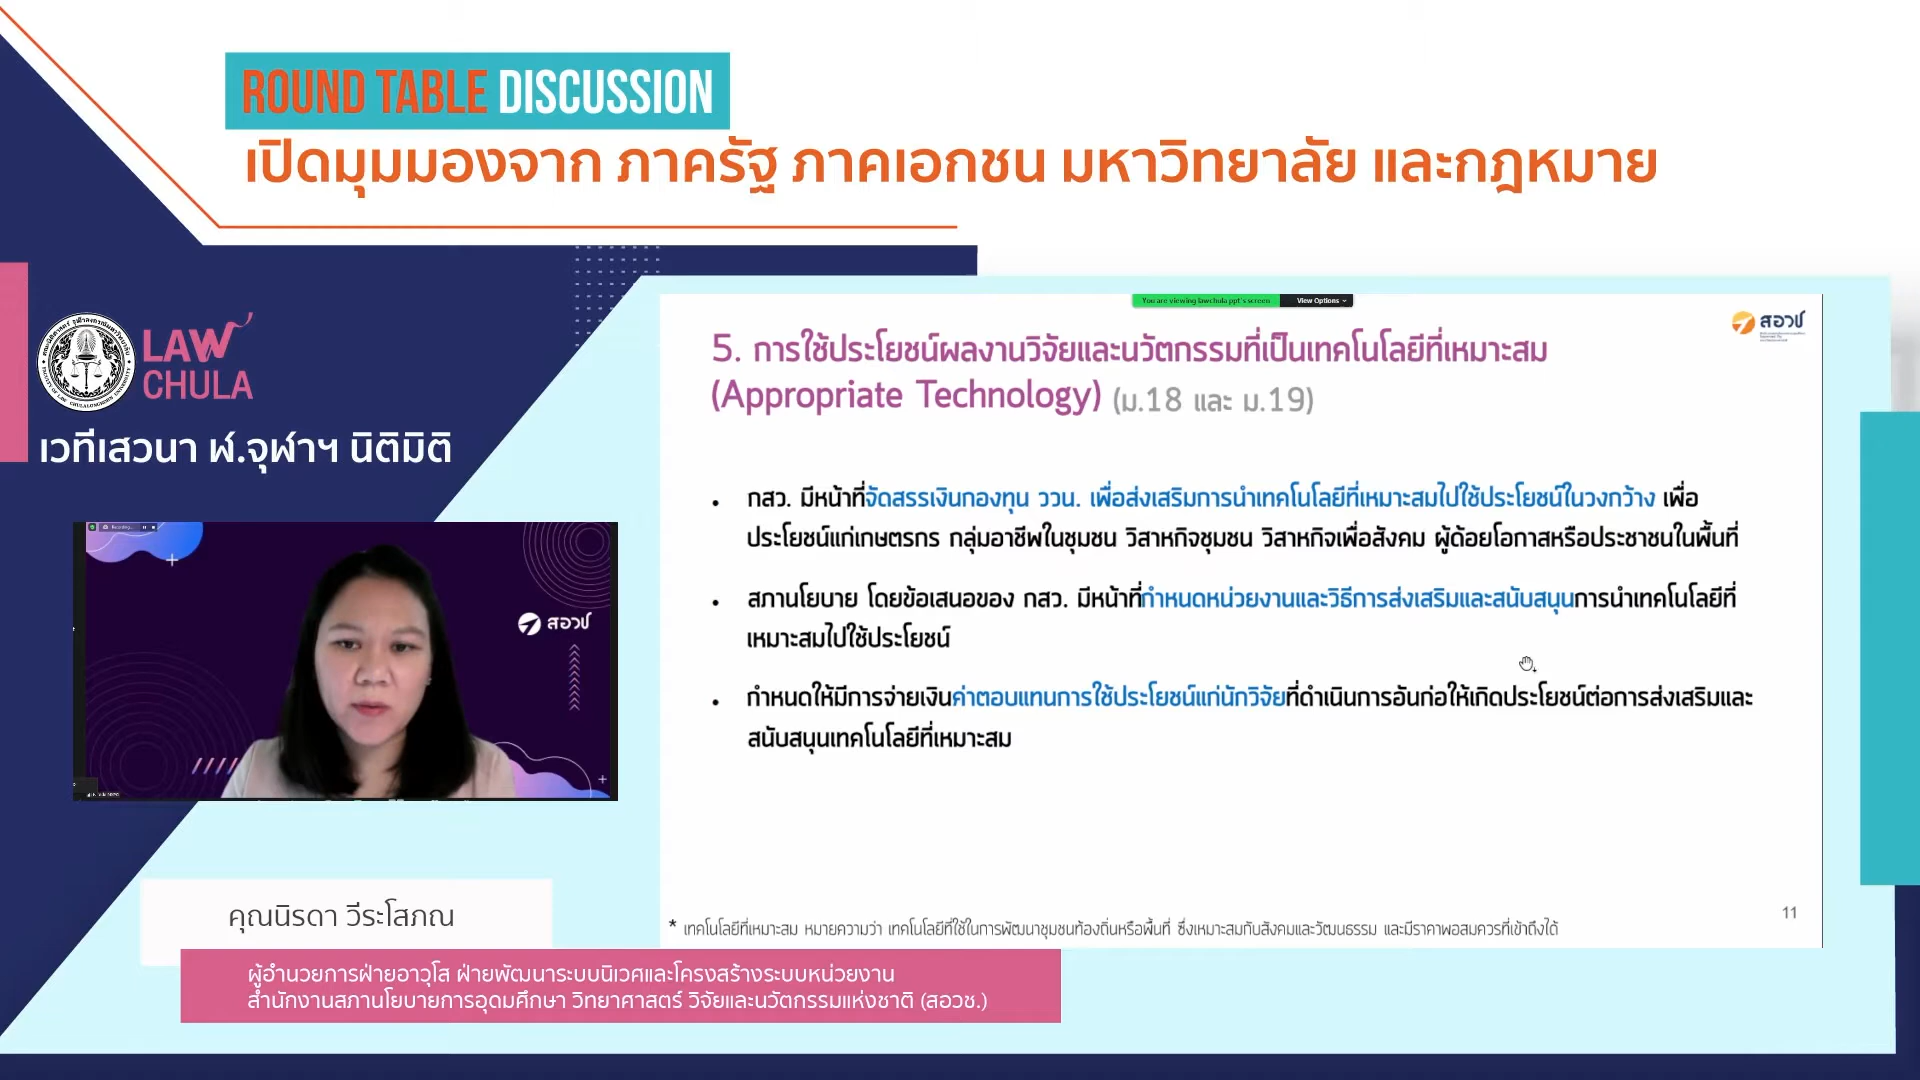 ROUND TABLE DISCUSSION
เปิดมุมมองจาก ภาครัฐ ภาคเอกชน มหาวิทยาลัย และกฎหมาย
LAW
CHULA
เวทีเสวนา ฬ.จุฬาฯ นิติมิติ
You are viewing lawchula ppt's screen
View Options
สอวช
5. การใช้ประโยชน์ผลงานวิจัยและนวัตกรรมที่เป็นเทคโนโลยีที่เหมาะสม
(Appropriate Technology) (ม.18 และ ม.19)
• กสว. มีหน้าที่จัดสรรเงินกองทุน ววน. เพื่อส่งเสริมการนำเทคโนโลยีที่เหมาะสมไปใช้ประโยชน์ในวงกว้าง เพื่อ
ประโยชน์แก่เกษตรกร กลุ่มอาชีพในชุมชน วิสาหกิจชุมชน วิสาหกิจเพื่อสังคม ผู้ด้อยโอกาสหรือประชาชนในพื้นที่
• สภานโยบาย โดยข้อเสนอของ กสว. มีหน้าที่กำหนดหน่วยงานและวิธีการส่งเสริมและสนับสนุนการนำเทคโนโลยีที่
เหมาะสมไปใช้ประโยชน์
• กำหนดให้มีการจ่ายเงินค่าตอบแทนการใช้ประโยชน์แก่นักวิจัยที่ดำเนินการอันก่อให้เกิดประโยชน์ต่อการส่งเสริมและ
สนับสนุนเทคโนโลยีที่เหมาะสม
11
* เทคโนโลยีที่เหมาะสม หมายความว่า เทคโนโลยีที่ใช้ในการพัฒนาชุมชนท้องถิ่นหรือพื้นที่ ซึ่งเหมาะสมกับสังคมและวัฒนธรรม และมีราคาพอสมควรที่เข้าถึงได้
สอวช
คุณนิรดา วีระโสภณ
ผู้อำนวยการฝ่ายอาวุโส ฝ่ายพัฒนาระบบนิเวศและโครงสร้างระบบหน่วยงาน
สำนักงานสภานโยบายการอุดมศึกษา วิทยาศาสตร์ วิจัยและนวัตกรรมแห่งชาติ (สอวช.)